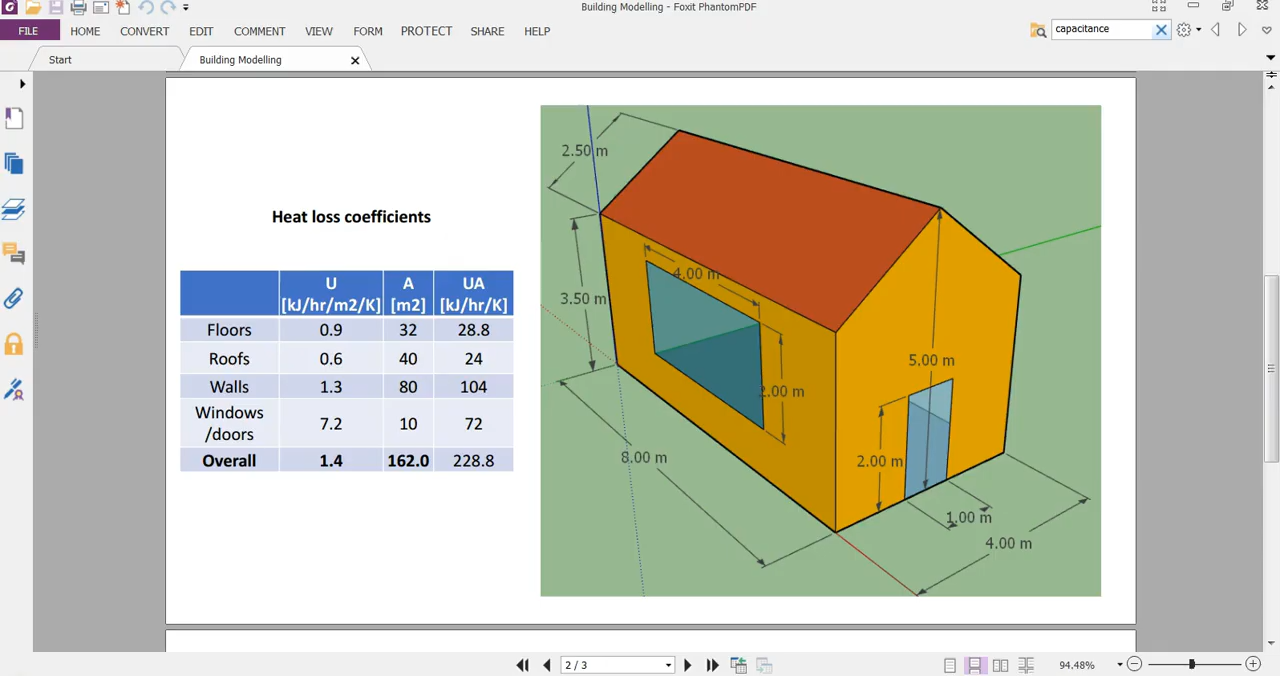 Building Modelling - Foxit PhantomPDF
FILE HOME CONVERT EDIT COMMENT VIEW FORM PROTECT SHARE HELP
capacitance
Start
Building Modelling
Heat loss coefficients
U [kJ/hr/m2/K] A [m2] UA [kJ/hr/K]
Floors 0.9 32 28.8
Roofs 0.6 40 24
Walls 1.3 80 104
Windows /doors 7.2 10 72
Overall 1.4 162.0 228.8
2.50 m
4.00 m
3.50 m
5.00 m
2.00 m
8.00 m
2.00 m
1.00 m
4.00 m
2 / 3
94.48%